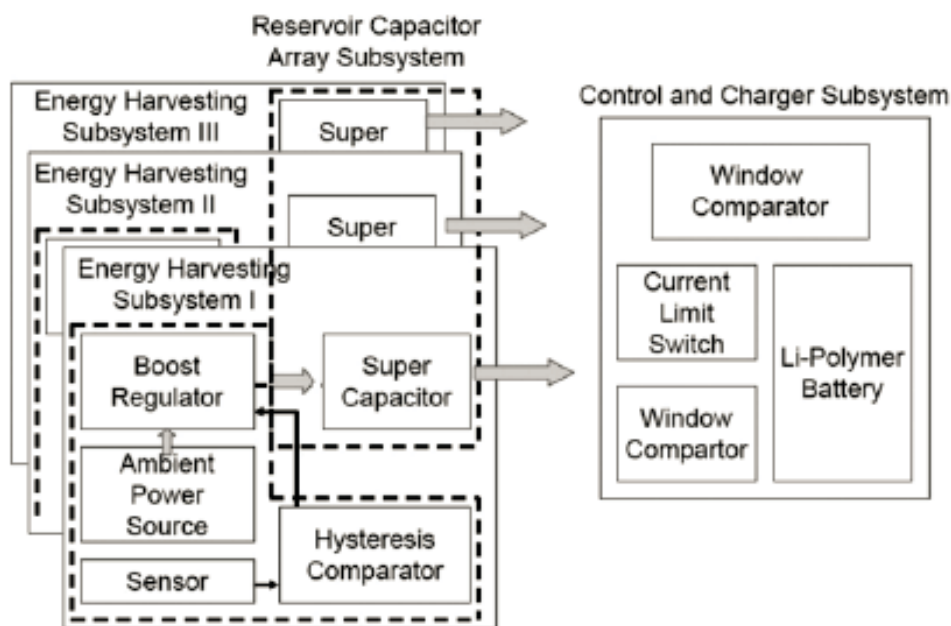 Reservoir Capacitor
Array Subsystem
Energy Harvesting
Subsystem III
Super
Control and Charger Subsystem
Energy Harvesting
Subsystem II
Super
Window
Comparator
Energy Harvesting
Subsystem I
Current
Limit
Switch
Li-Polymer
Battery
Boost
Regulator
Super
Capacitor
Window
Compartor
Ambient
Power
Source
Hysteresis
Comparator
Sensor